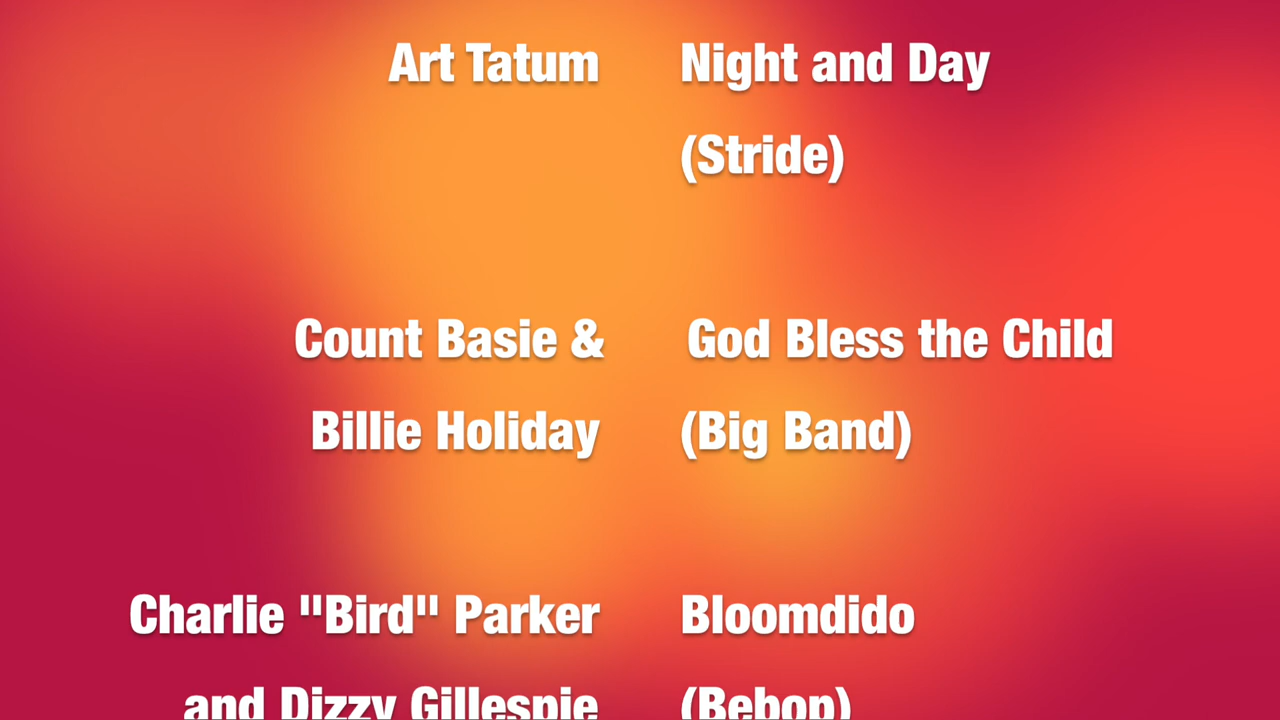 Art Tatum Night and Day
(Stride)
Count Basie & God Bless the Child
Billie Holiday (Big Band)
Charlie "Bird" Parker Bloomdido
and Dizzy Gillespie (Bebop)